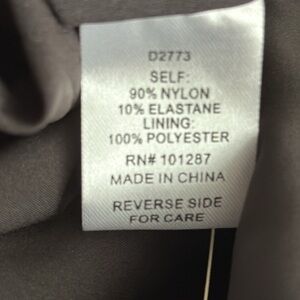 D2773
SELF:
90% NYLON
10% ELASTANE
LINING:
100% POLYESTER
RN# 101287
MADE IN CHINA
REVERSE SIDE
FOR CARE